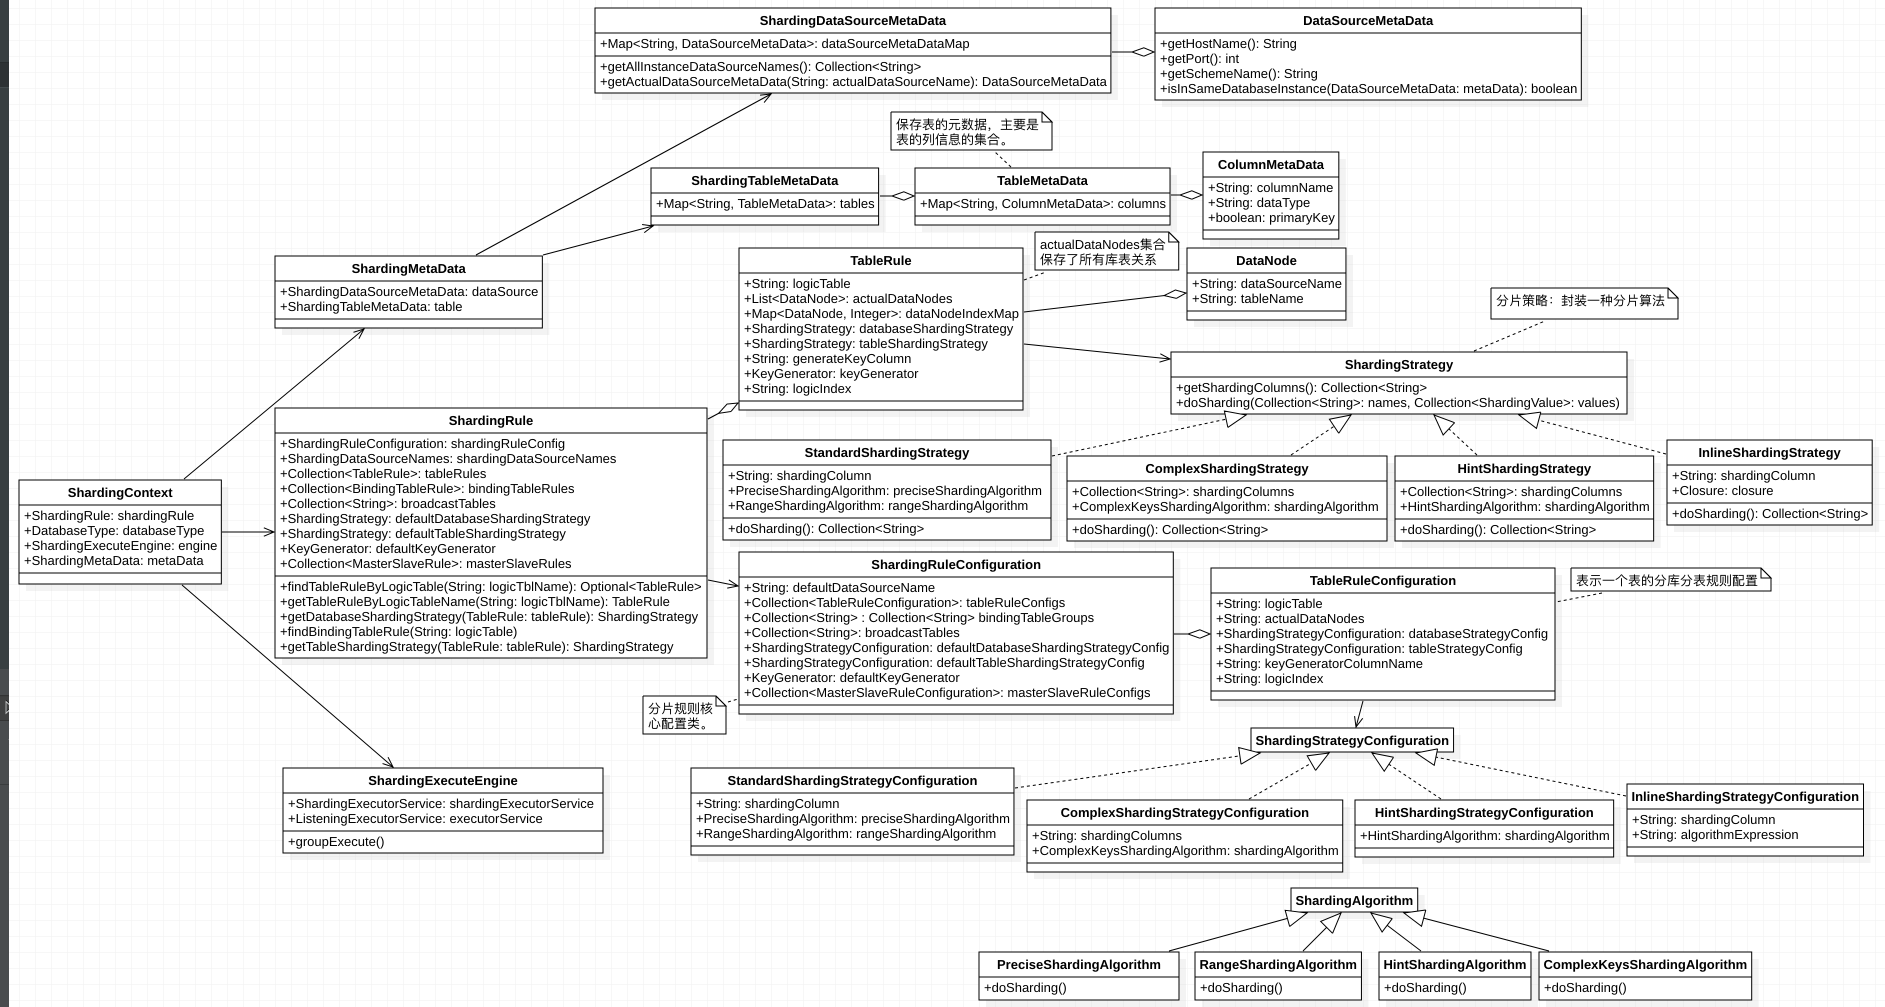 ShardingDataSourceMetaData
+Map<String, DataSourceMetaData>: dataSourceMetaDataMap
+getAllInstanceDataSourceNames(): Collection<String>
+getActualDataSourceMetaData(String: actualDataSourceName): DataSourceMetaData
DataSourceMetaData
+getHostName(): String
+getPort(): int
+getSchemeName(): String
+isInSameDatabaseInstance(DataSourceMetaData: metaData): boolean
保存表的元数据，主要是
表的列信息的集合。
ShardingTableMetaData
+Map<String, TableMetaData>: tables
TableMetaData
+Map<String, ColumnMetaData>: columns
ColumnMetaData
+String: columnName
+String: dataType
+boolean: primaryKey
ShardingMetaData
+ShardingDataSourceMetaData: dataSource
+ShardingTableMetaData: table
TableRule
+String: logicTable
+List<DataNode>: actualDataNodes
+Map<DataNode, Integer>: dataNodeIndexMap
+ShardingStrategy: databaseShardingStrategy
+ShardingStrategy: tableShardingStrategy
+String: generateKeyColumn
+KeyGenerator: keyGenerator
+String: logicIndex
actualDataNodes集合
保存了所有库表关系
DataNode
+String: dataSourceName
+String: tableName
分片策略：封装一种分片算法
ShardingStrategy
+getShardingColumns(): Collection<String>
+doSharding(Collection<String>: names, Collection<ShardingValue>: values)
ShardingRule
+ShardingRuleConfiguration: shardingRuleConfig
+ShardingDataSourceNames: shardingDataSourceNames
+Collection<TableRule>: tableRules
+Collection<BindingTableRule>: bindingTableRules
+Collection<String>: broadcastTables
+ShardingStrategy: defaultDatabaseShardingStrategy
+ShardingStrategy: defaultTableShardingStrategy
+KeyGenerator: defaultKeyGenerator
+Collection<MasterSlaveRule>: masterSlaveRules
+findTableRuleByLogicTable(String: logicTblName): Optional<TableRule>
+getTableRuleByLogicTableName(String: logicTblName): TableRule
+getDatabaseShardingStrategy(TableRule: tableRule): ShardingStrategy
+findBindingTableRule(String: logicTable)
+getTableShardingStrategy(TableRule: tableRule): ShardingStrategy
ShardingContext
+ShardingRule: shardingRule
+DatabaseType: databaseType
+ShardingExecuteEngine: engine
+ShardingMetaData: metaData
StandardShardingStrategy
+String: shardingColumn
+PreciseShardingAlgorithm: preciseShardingAlgorithm
+RangeShardingAlgorithm: rangeShardingAlgorithm
+doSharding(): Collection<String>
ComplexShardingStrategy
+Collection<String>: shardingColumns
+ComplexKeysShardingAlgorithm: shardingAlgorithm
+doSharding(): Collection<String>
HintShardingStrategy
+Collection<String>: shardingColumns
+HintShardingAlgorithm: shardingAlgorithm
+doSharding(): Collection<String>
InlineShardingStrategy
+String: shardingColumn
+Closure: closure
+doSharding(): Collection<String>
ShardingRuleConfiguration
+String: defaultDataSourceName
+Collection<TableRuleConfiguration>: tableRuleConfigs
+Collection<String> : Collection<String> bindingTableGroups
+Collection<String>: broadcastTables
+ShardingStrategyConfiguration: defaultDatabaseShardingStrategyConfig
+ShardingStrategyConfiguration: defaultTableShardingStrategyConfig
+KeyGenerator: defaultKeyGenerator
+Collection<MasterSlaveRuleConfiguration>: masterSlaveRuleConfigs
TableRuleConfiguration
+String: logicTable
+String: actualDataNodes
+ShardingStrategyConfiguration: databaseStrategyConfig
+ShardingStrategyConfiguration: tableStrategyConfig
+String: keyGeneratorColumnName
+String: logicIndex
表示一个表的分库分表规则配置
分片规则核
心配置类。
ShardingStrategyConfiguration
ShardingExecuteEngine
+ShardingExecutorService: shardingExecutorService
+ListeningExecutorService: executorService
+groupExecute()
StandardShardingStrategyConfiguration
+String: shardingColumn
+PreciseShardingAlgorithm: preciseShardingAlgorithm
+RangeShardingAlgorithm: rangeShardingAlgorithm
ComplexShardingStrategyConfiguration
+String: shardingColumns
+ComplexKeysShardingAlgorithm: shardingAlgorithm
HintShardingStrategyConfiguration
+HintShardingAlgorithm: shardingAlgorithm
InlineShardingStrategyConfiguration
+String: shardingColumn
+String: algorithmExpression
ShardingAlgorithm
PreciseShardingAlgorithm
+doSharding()
RangeShardingAlgorithm
+doSharding()
HintShardingAlgorithm
+doSharding()
ComplexKeysShardingAlgorithm
+doSharding()